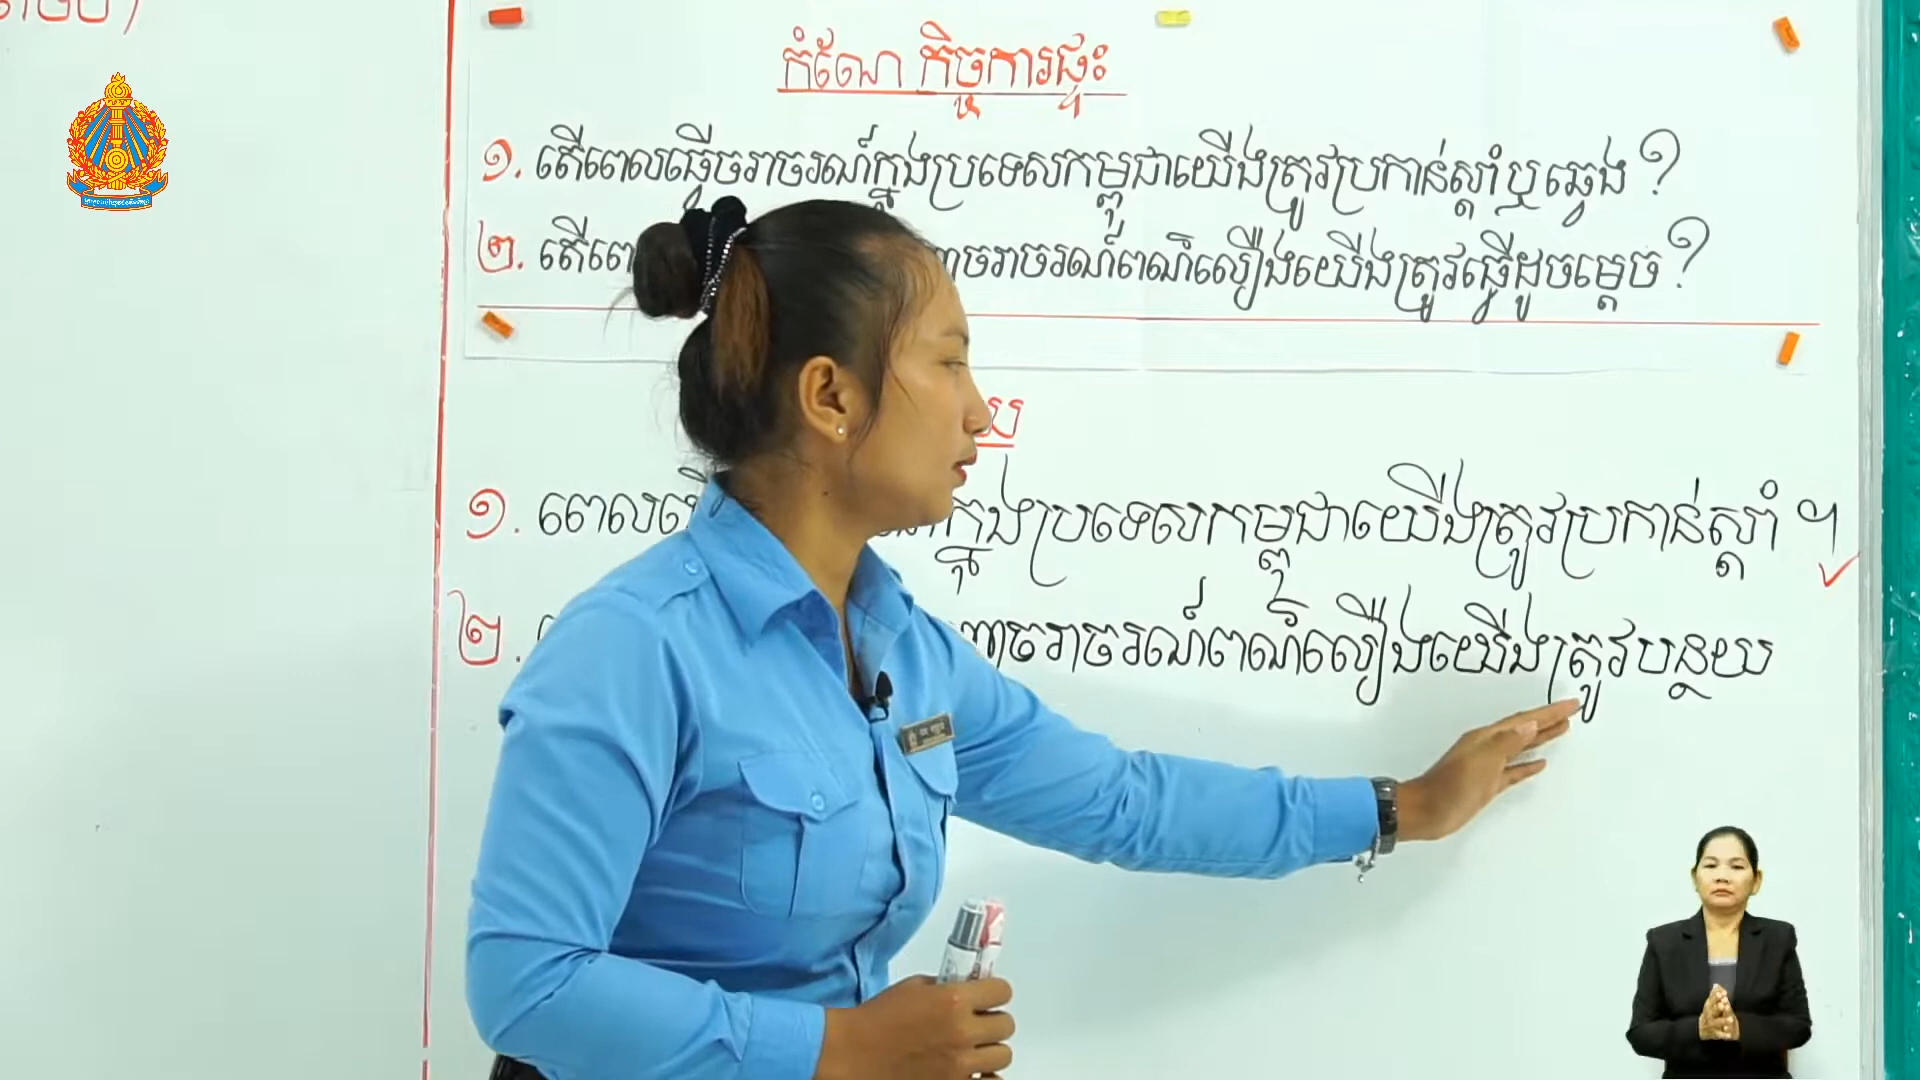 កំណែ កិច្ចការផ្ទះ
១. តើពេលធ្វើចរាចរណ៍ក្នុងប្រទេសកម្ពុជាយើងត្រូវប្រកាន់ស្តាំឬឆ្វេង?
២. តើពេ ចរាចរណ៍ពណ៌លឿងយើងត្រូវធ្វើដូចម្តេច?
១. ពេលធ្វើ ក្នុងប្រទេសកម្ពុជាយើងត្រូវប្រកាន់ស្តាំ ។
២. ចរាចរណ៍ពណ៌លឿងយើងត្រូវបន្ថយ